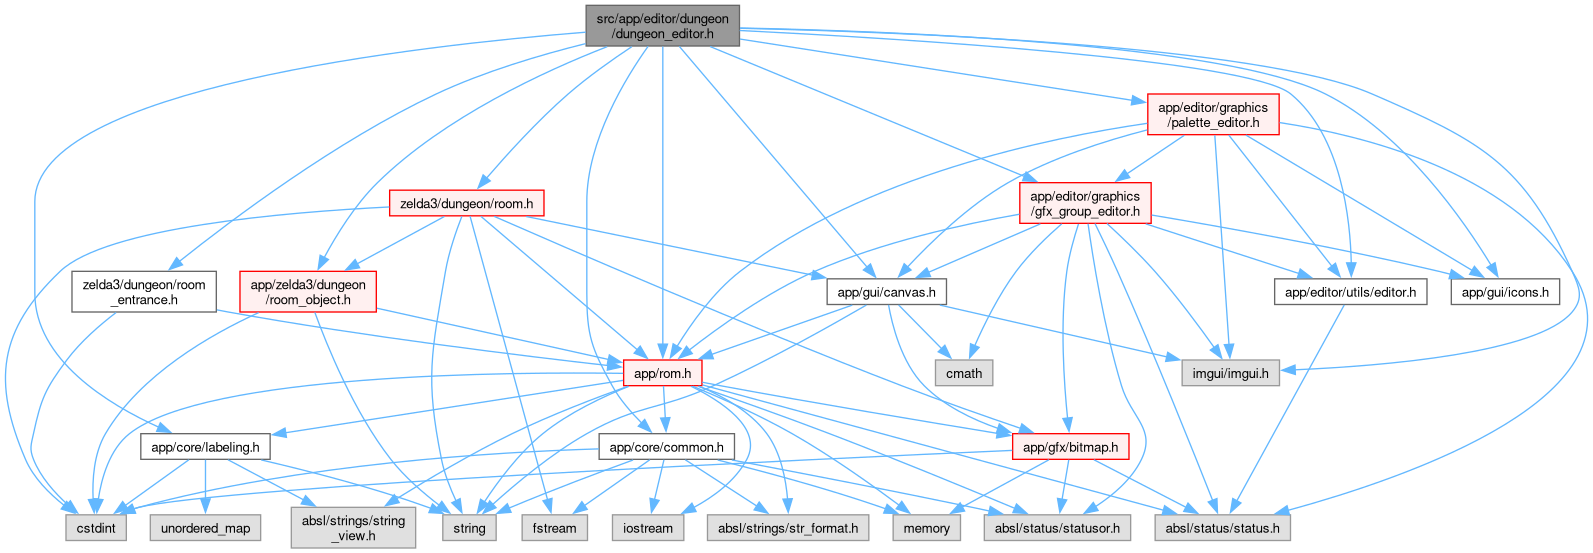 src/app/editor/dungeon
/dungeon_editor.h
app/editor/graphics
/palette_editor.h
zelda3/dungeon/room.h
app/editor/graphics
/gfx_group_editor.h
zelda3/dungeon/room
_entrance.h
app/zelda3/dungeon
/room_object.h
app/gui/canvas.h
app/editor/utils/editor.h
app/gui/icons.h
app/rom.h
cmath
imgui/imgui.h
app/core/labeling.h
app/core/common.h
app/gfx/bitmap.h
cstdint
unordered_map
absl/strings/string
_view.h
string
fstream
iostream
absl/strings/str_format.h
memory
absl/status/statusor.h
absl/status/status.h